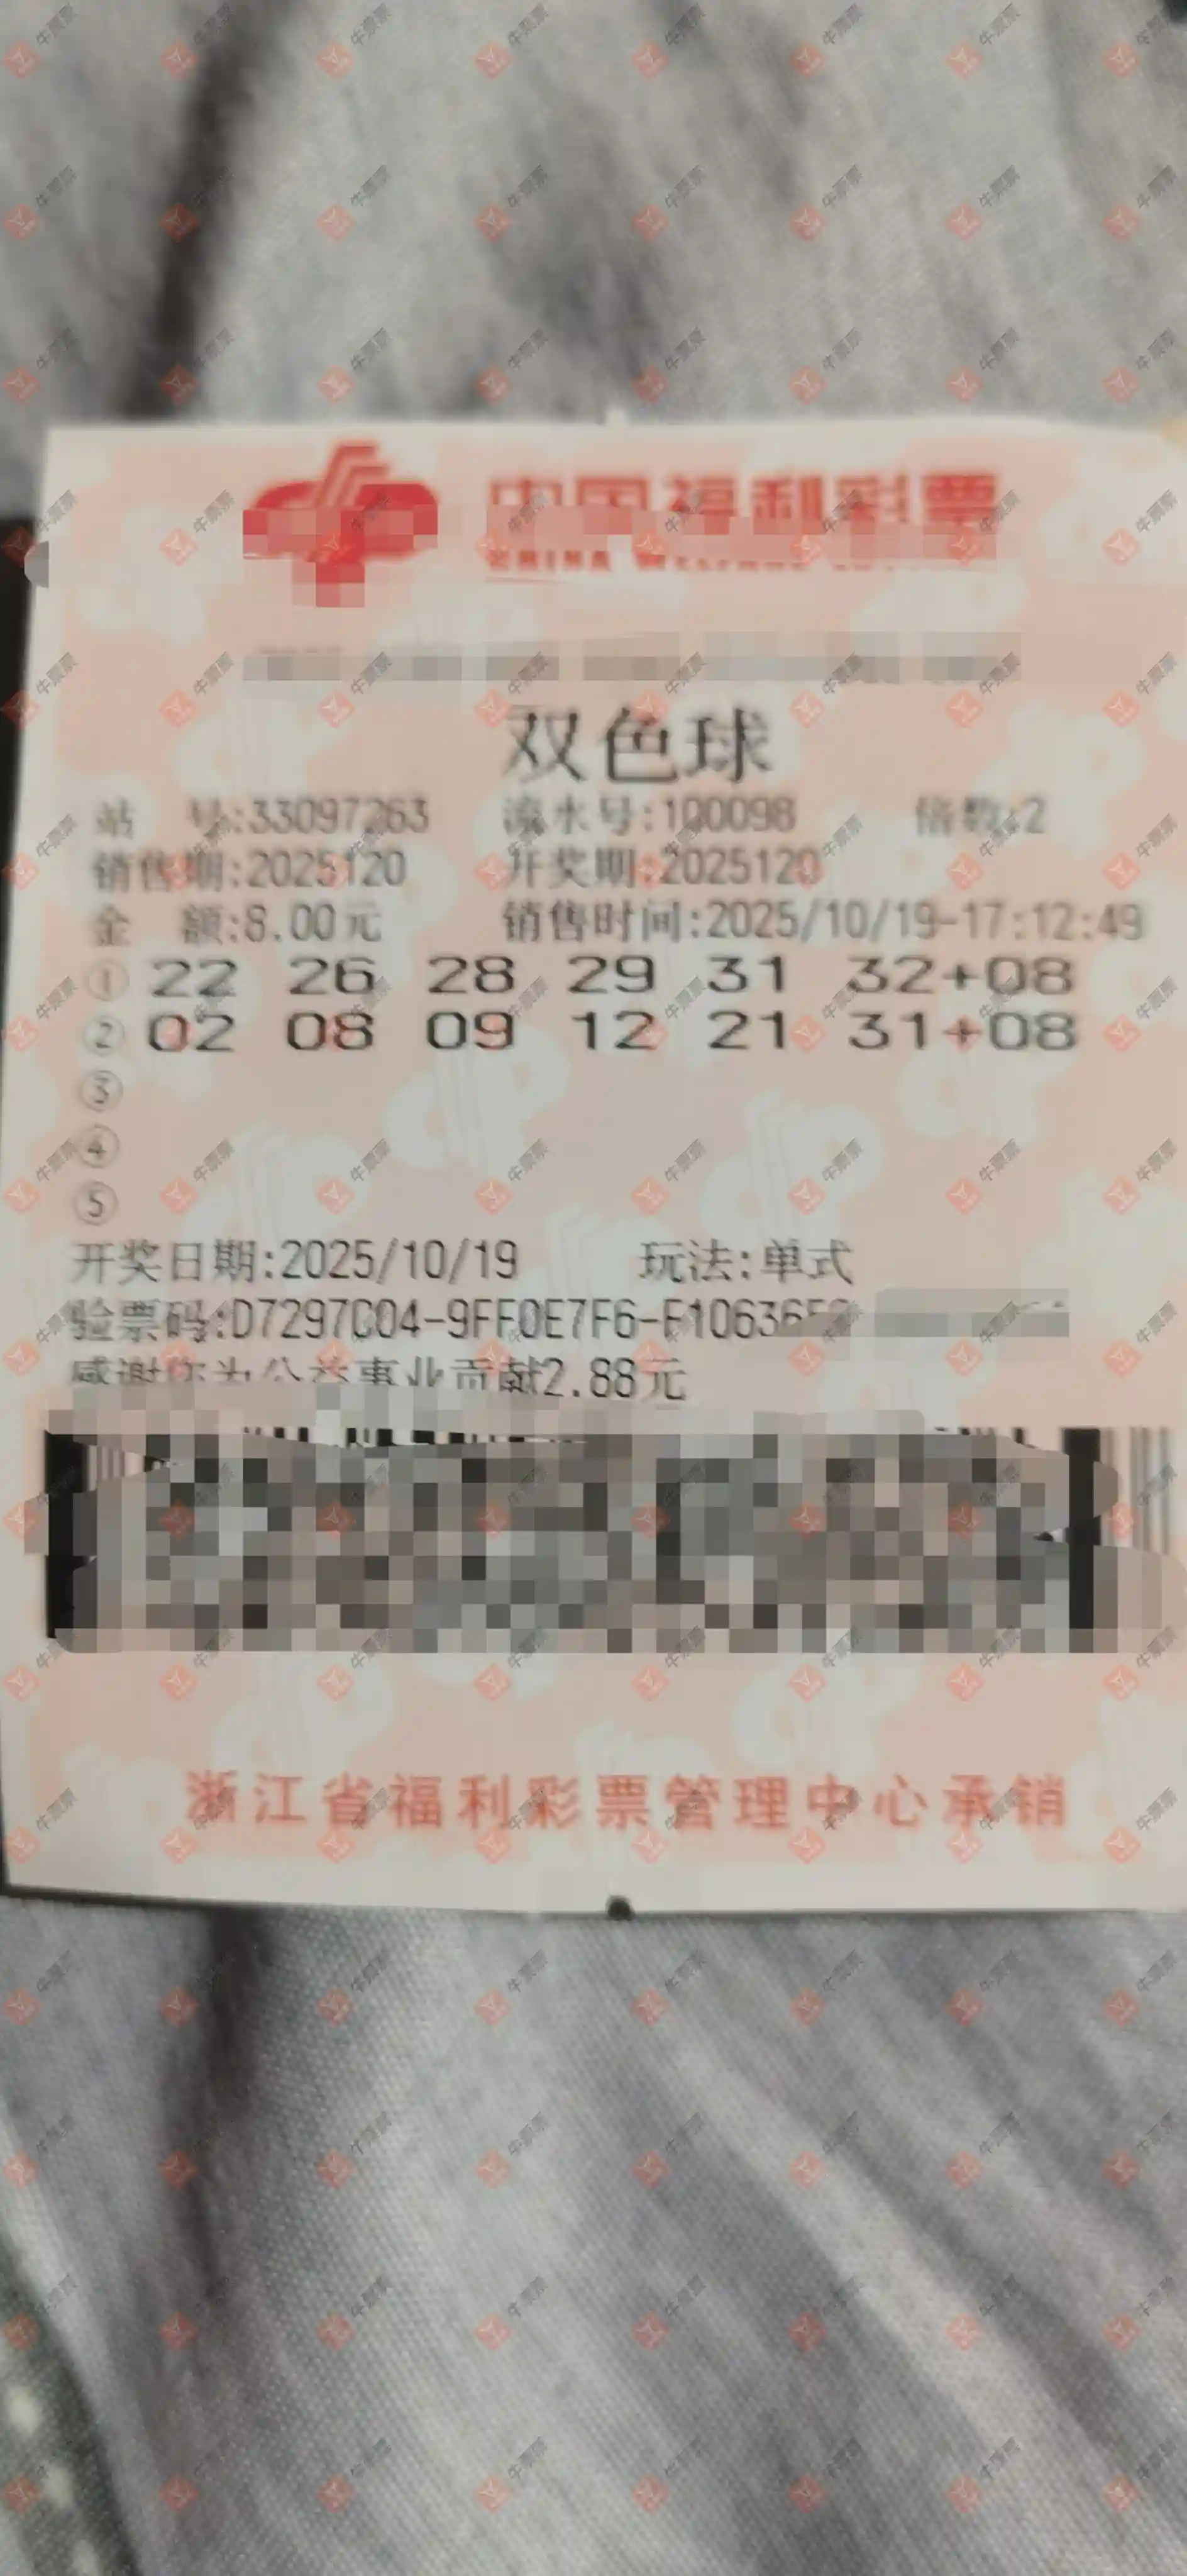 中国福利彩票
双色球
站 号:33097263 流水号:100098 倍数:2
销售期:2025120 开奖期:2025120
金 额:8.00元 销售时间:2025/10/19-17:12:49
① 22 26 28 29 31 32+08
② 02 08 09 12 21 31+08
③
④
⑤
开奖日期:2025/10/19 玩法:单式
验票码:D7297C04-9FF0E7F6-F10636
感谢你为公益事业贡献2.88元
浙江省福利彩票管理中心承销
牛票票